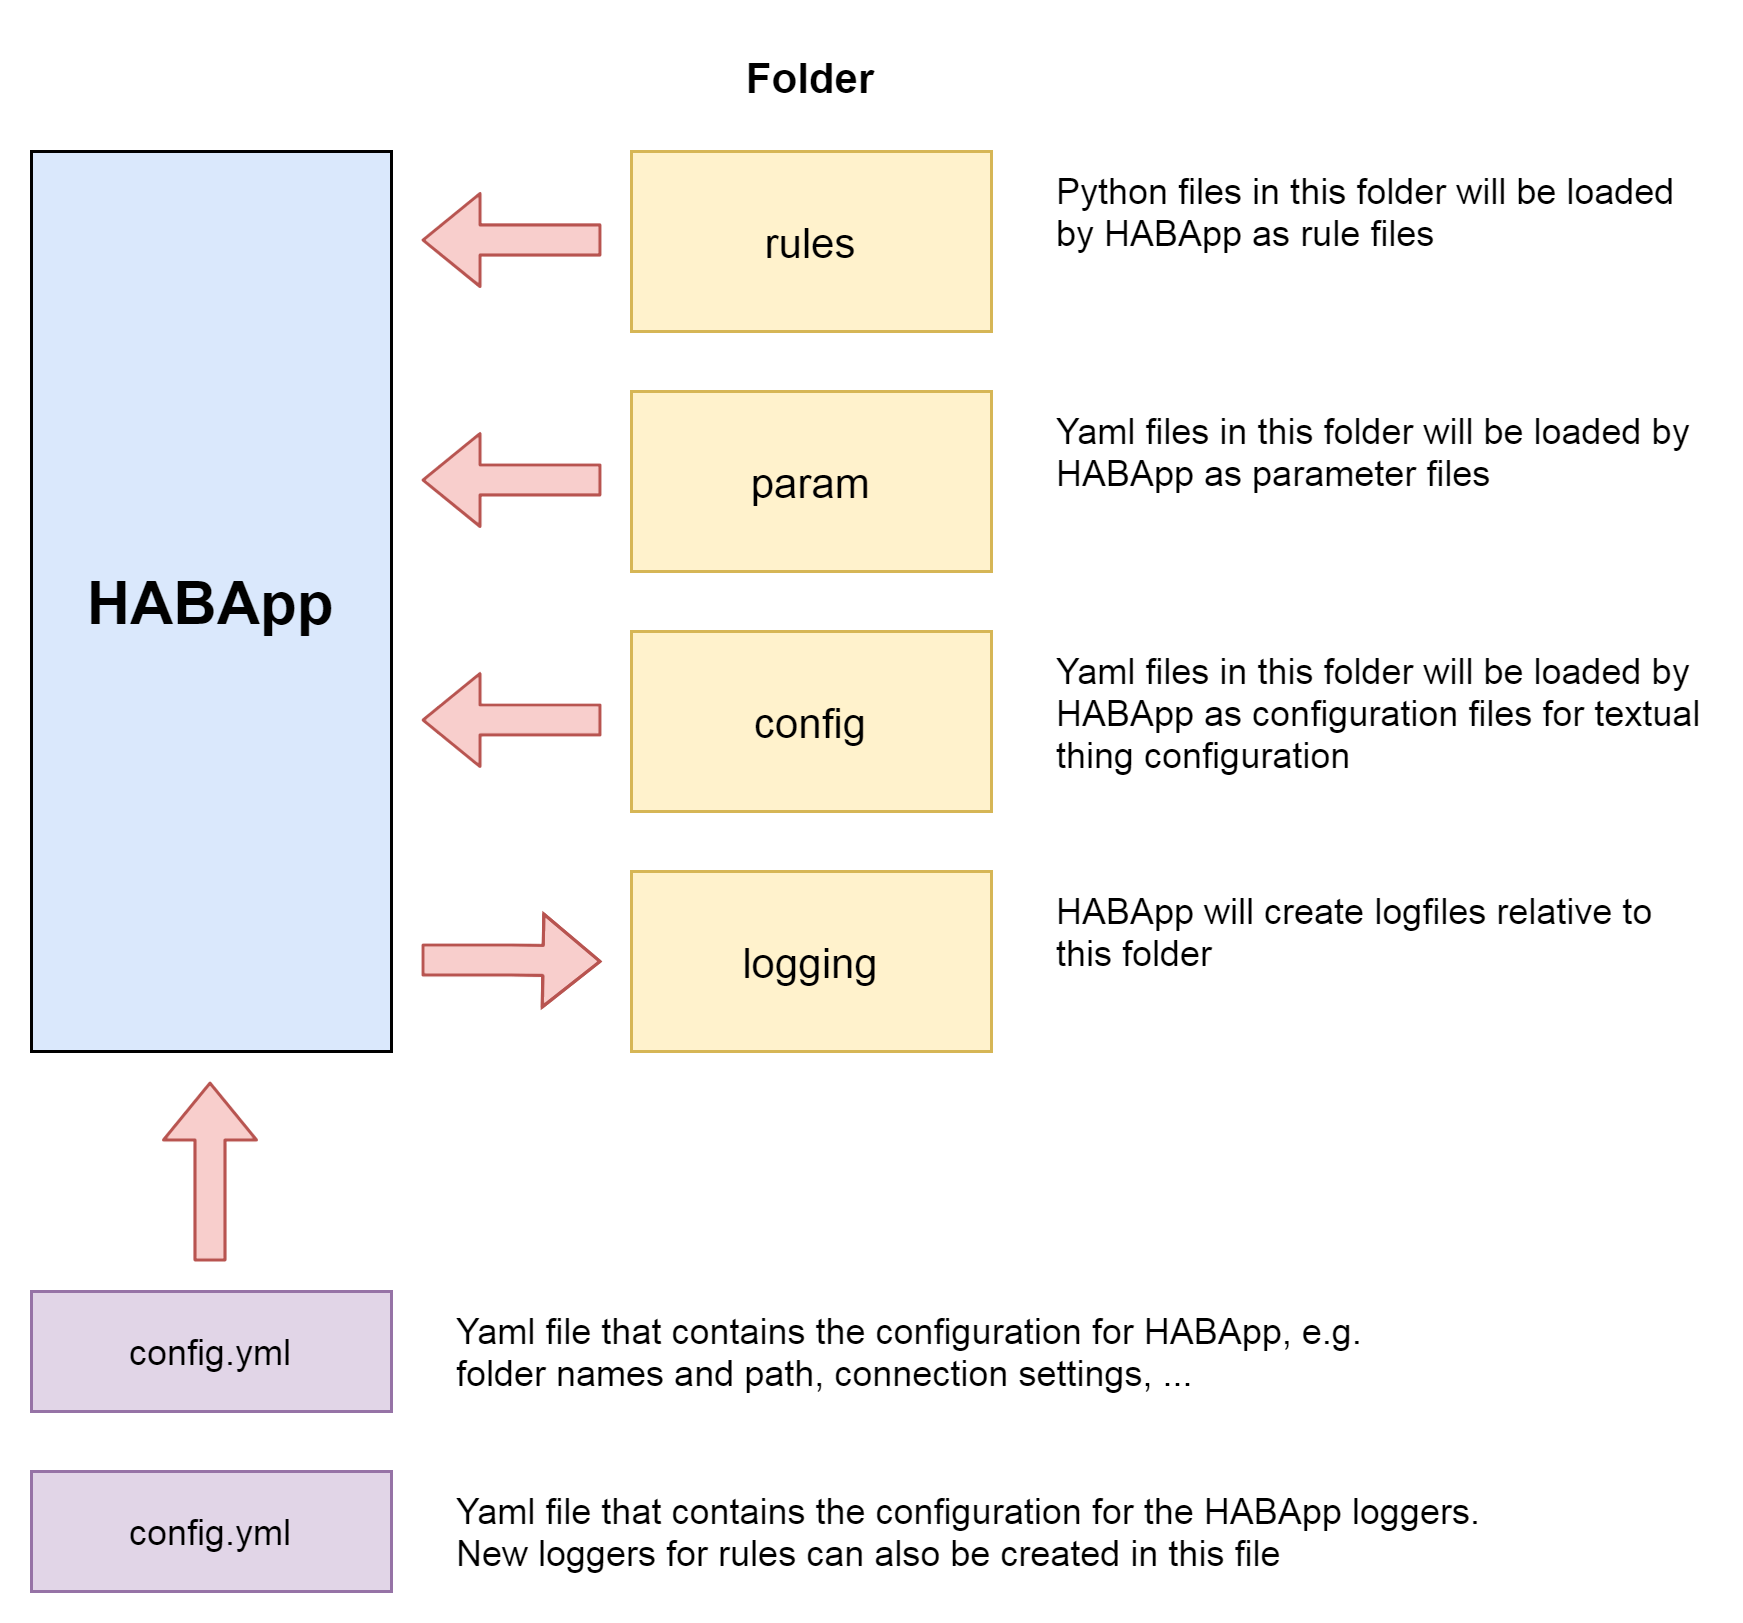 Folder
HABApp
rules
Python files in this folder will be loaded
by HABApp as rule files
param
Yaml files in this folder will be loaded by
HABApp as parameter files
config
Yaml files in this folder will be loaded by
HABApp as configuration files for textual
thing configuration
logging
HABApp will create logfiles relative to
this folder
config.yml
Yaml file that contains the configuration for HABApp, e.g.
folder names and path, connection settings, ...
config.yml
Yaml file that contains the configuration for the HABApp loggers.
New loggers for rules can also be created in this file